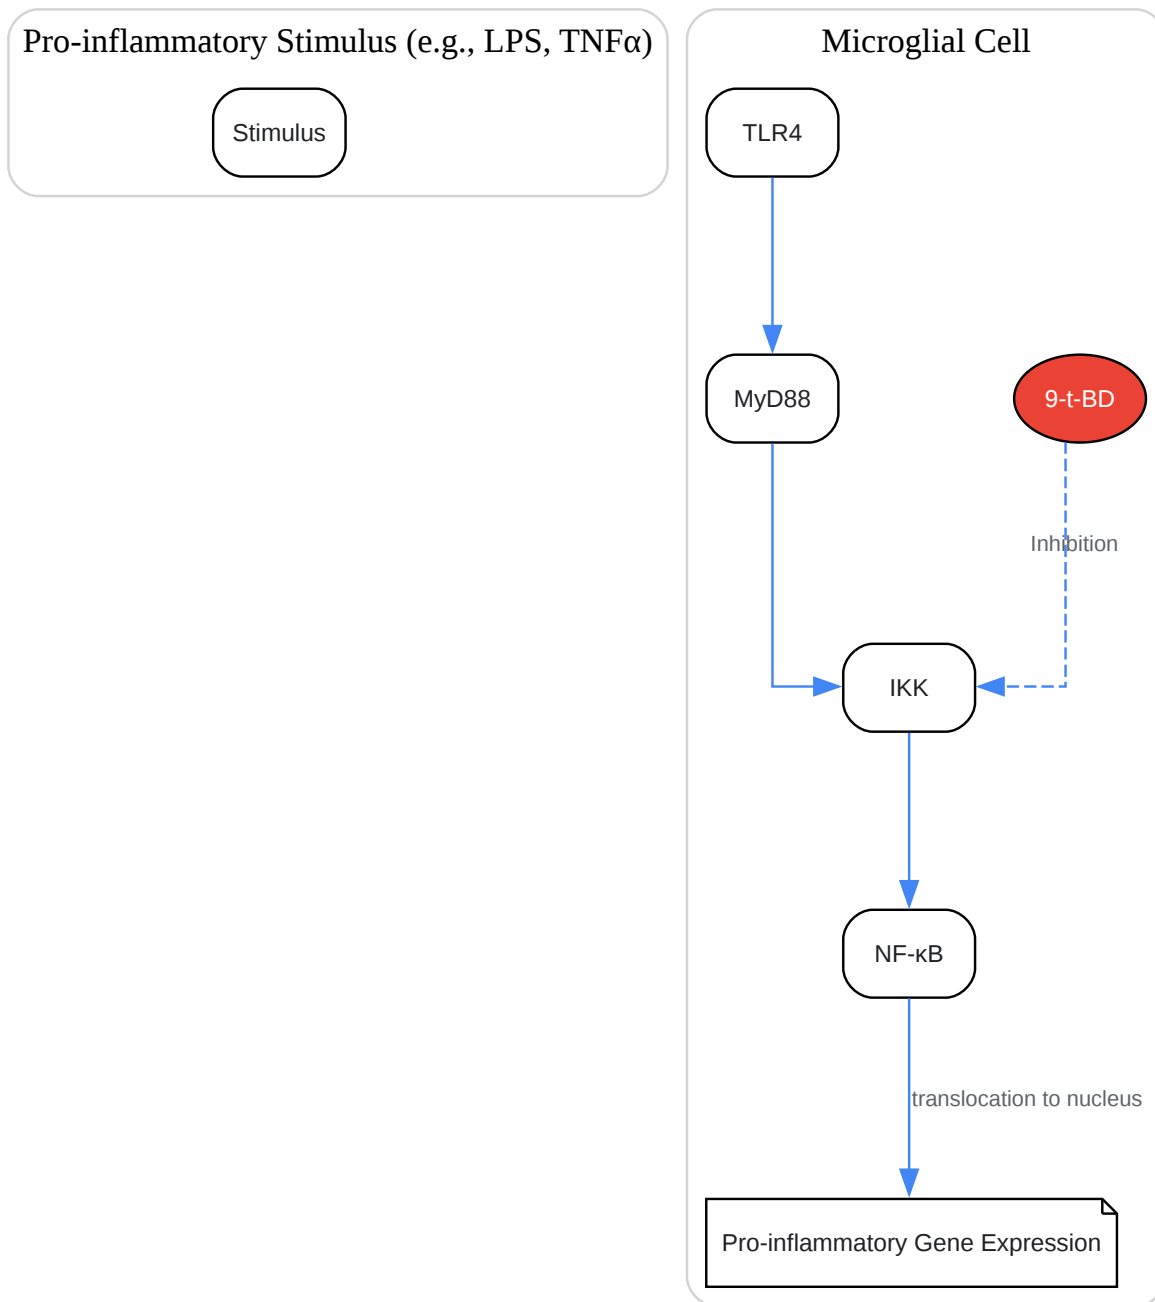 Pro-inflammatory Stimulus (e.g., LPS, TNFα)
Stimulus
Microglial Cell
TLR4
MyD88
9-t-BD
Inhibition
IKK
NF-κB
translocation to nucleus
Pro-inflammatory Gene Expression